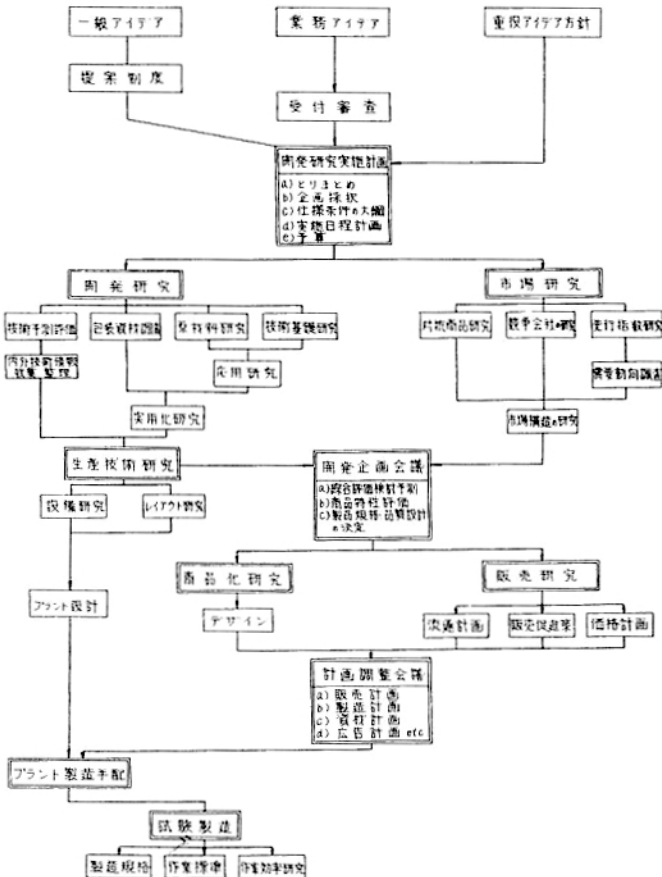 一般アイデア
業務アイデア
重役アイデア方針
提案制度
受付審査
開発研究実施計画
a) とりまとめ
b) 企画採択
c) 仕様条件の大綱
d) 実施日程計画
e) 予算
開発研究
市場研究
技術予測評価
包装資材調査
原材料研究
技術基礎研究
商品研究
競争会社の研究
研究
内外技術情報
収集整理
応用研究
需要動向調査
実用化研究
市場構造の研究
生産技術研究
開発企画会議
a) 総合評価検討予測
b) 商品特性評価
c) 製品規格・品質設計
の決定
設備研究
レイアウト研究
商品化研究
販売研究
プラント設計
デザイン
流通計画
販売促進策
価格計画
計画調整会議
a) 販売計画
b) 製造計画
c) 資材計画
d) 広告計画 etc
プラント製造手配
試験製造
製造規格
作業標準
作業効率研究